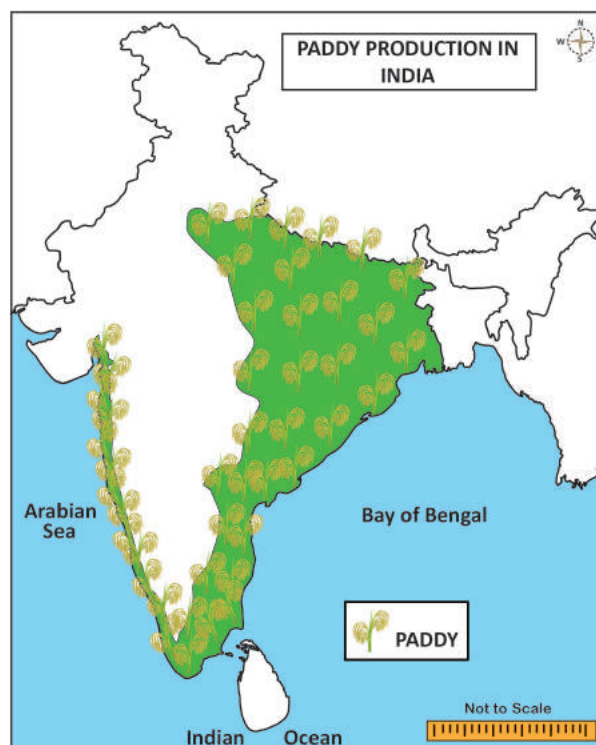 PADDY PRODUCTION IN
INDIA
N
W
S
Arabian
Sea
Bay of Bengal
PADDY
Not to Scale
Indian Ocean